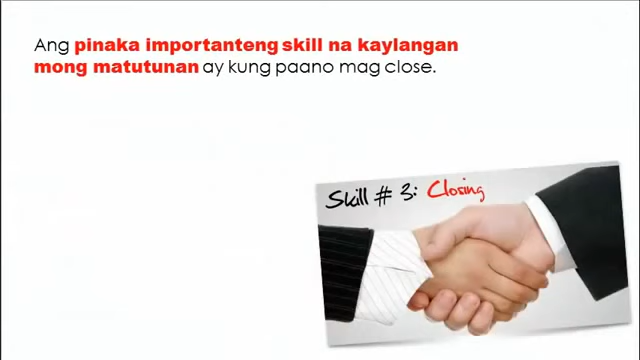 Ang pinaka importanteng skill na kaylangan
mong matutunan ay kung paano mag close.
Skill # 3: Closing